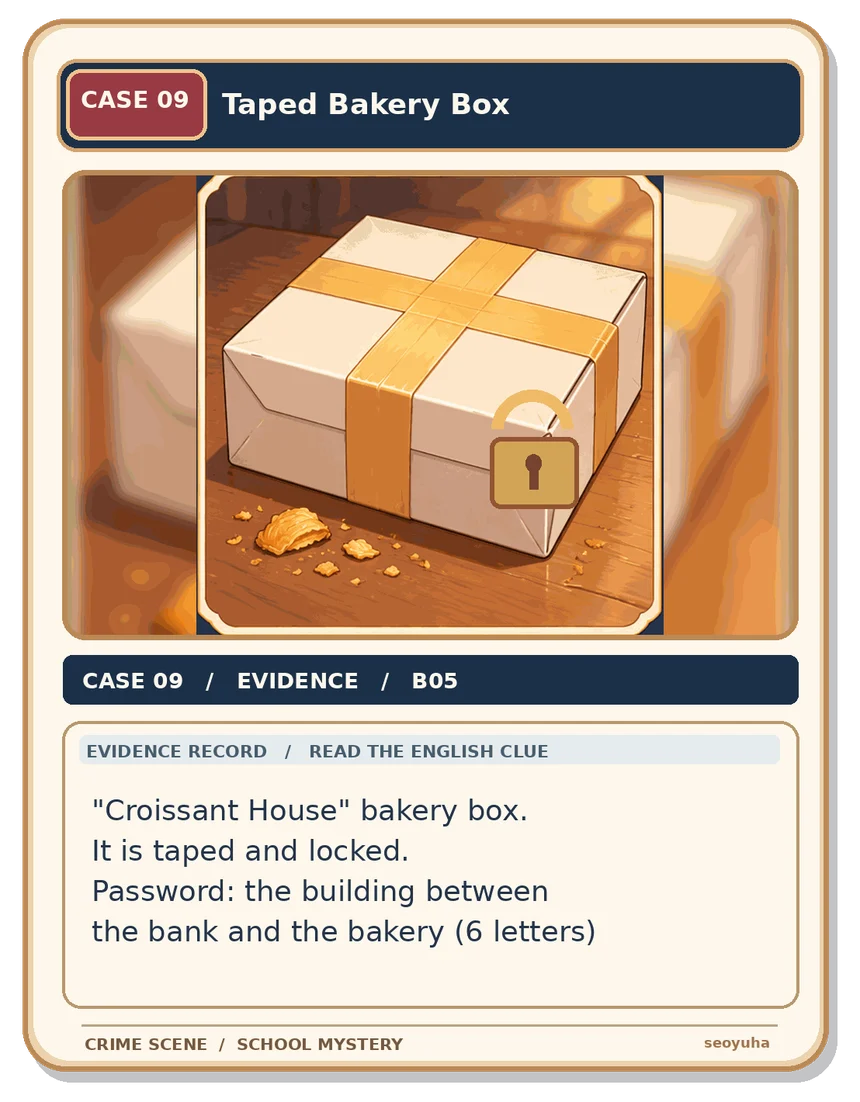 CASE 09
Taped Bakery Box
CASE 09 / EVIDENCE / B05
EVIDENCE RECORD / READ THE ENGLISH CLUE
"Croissant House" bakery box.
It is taped and locked.
Password: the building between
the bank and the bakery (6 letters)
CRIME SCENE / SCHOOL MYSTERY
seoyuha